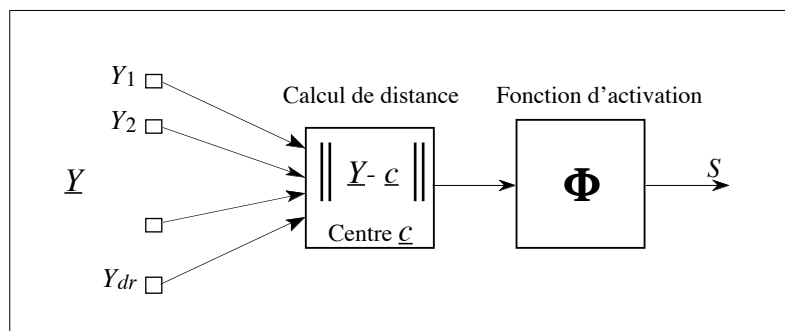 Y1
Calcul de distance
Fonction d’activation
Y2
Y
‖ Y - c ‖
Φ
S
Centre c
Ydr